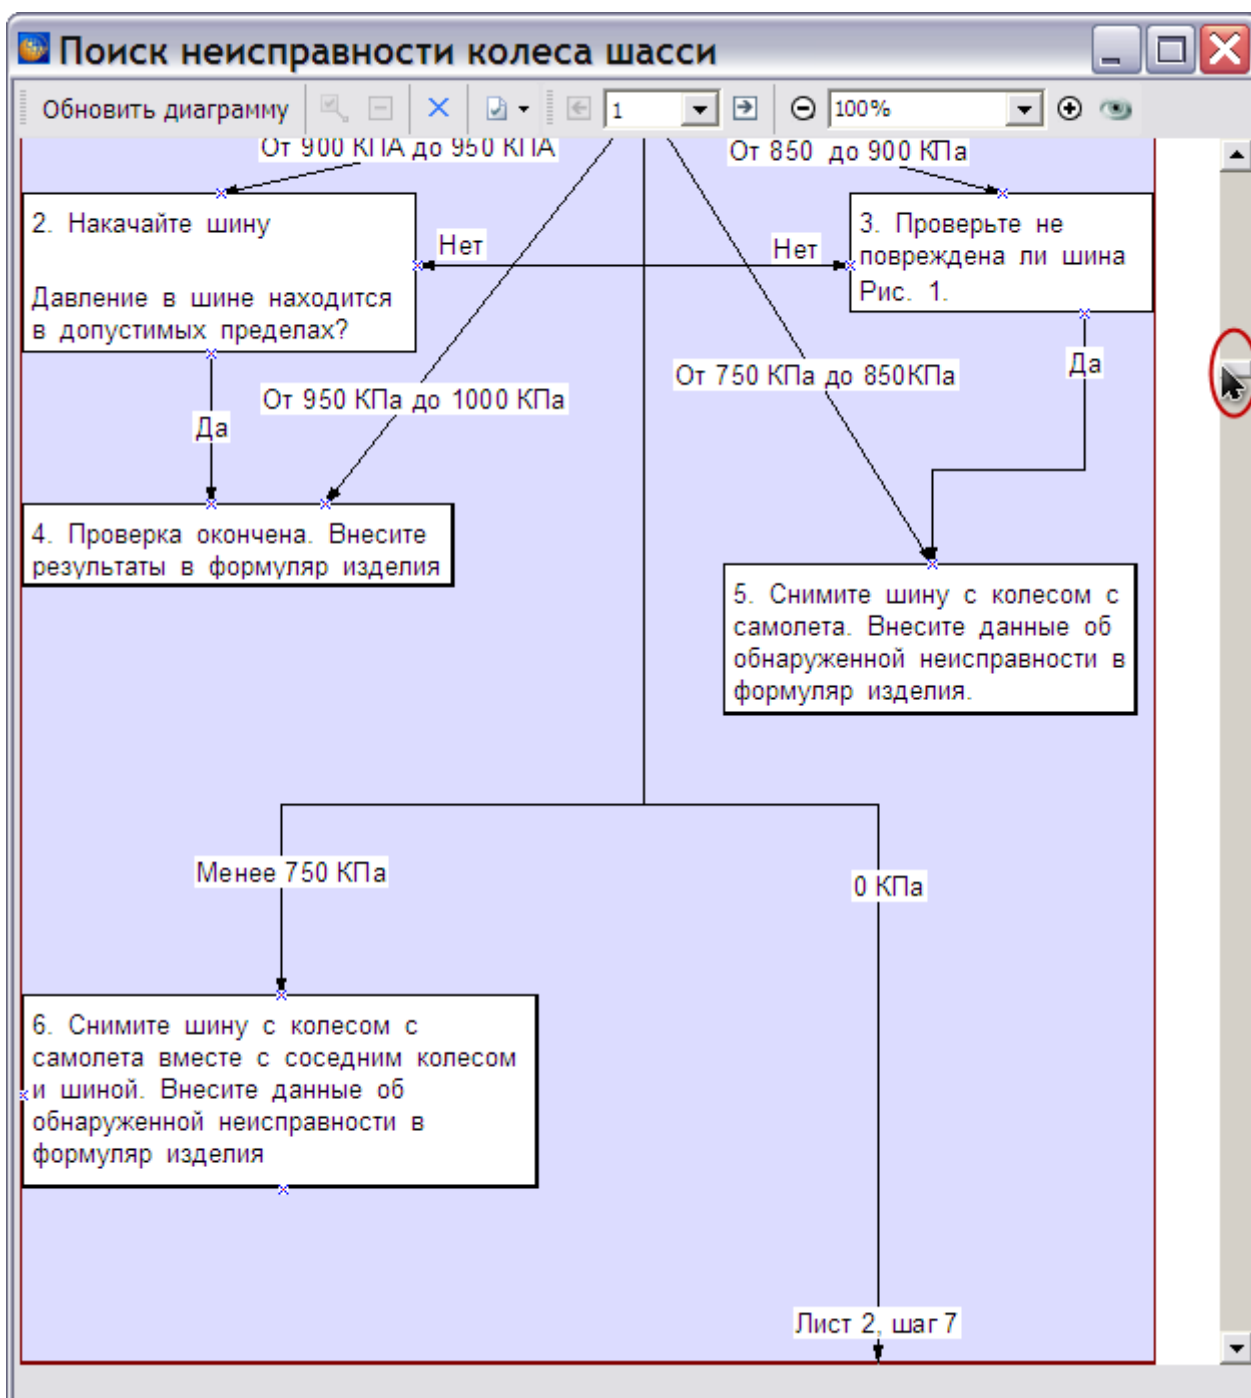 Поиск неисправности колеса шасси
Обновить диаграмму
1
100%
От 900 КПА до 950 КПА
От 850 до 900 КПа
2. Накачайте шину
Давление в шине находится
в допустимых пределах?
Нет
Нет
3. Проверьте не
повреждена ли шина
Рис. 1.
От 950 КПа до 1000 КПа
От 750 КПа до 850КПа
Да
Да
4. Проверка окончена. Внесите
результаты в формуляр изделия
5. Снимите шину с колесом с
самолета. Внесите данные об
обнаруженной неисправности в
формуляр изделия.
Менее 750 КПа
0 КПа
6. Снимите шину с колесом с
самолета вместе с соседним колесом
и шиной. Внесите данные об
обнаруженной неисправности в
формуляр изделия
Лист 2, шаг 7